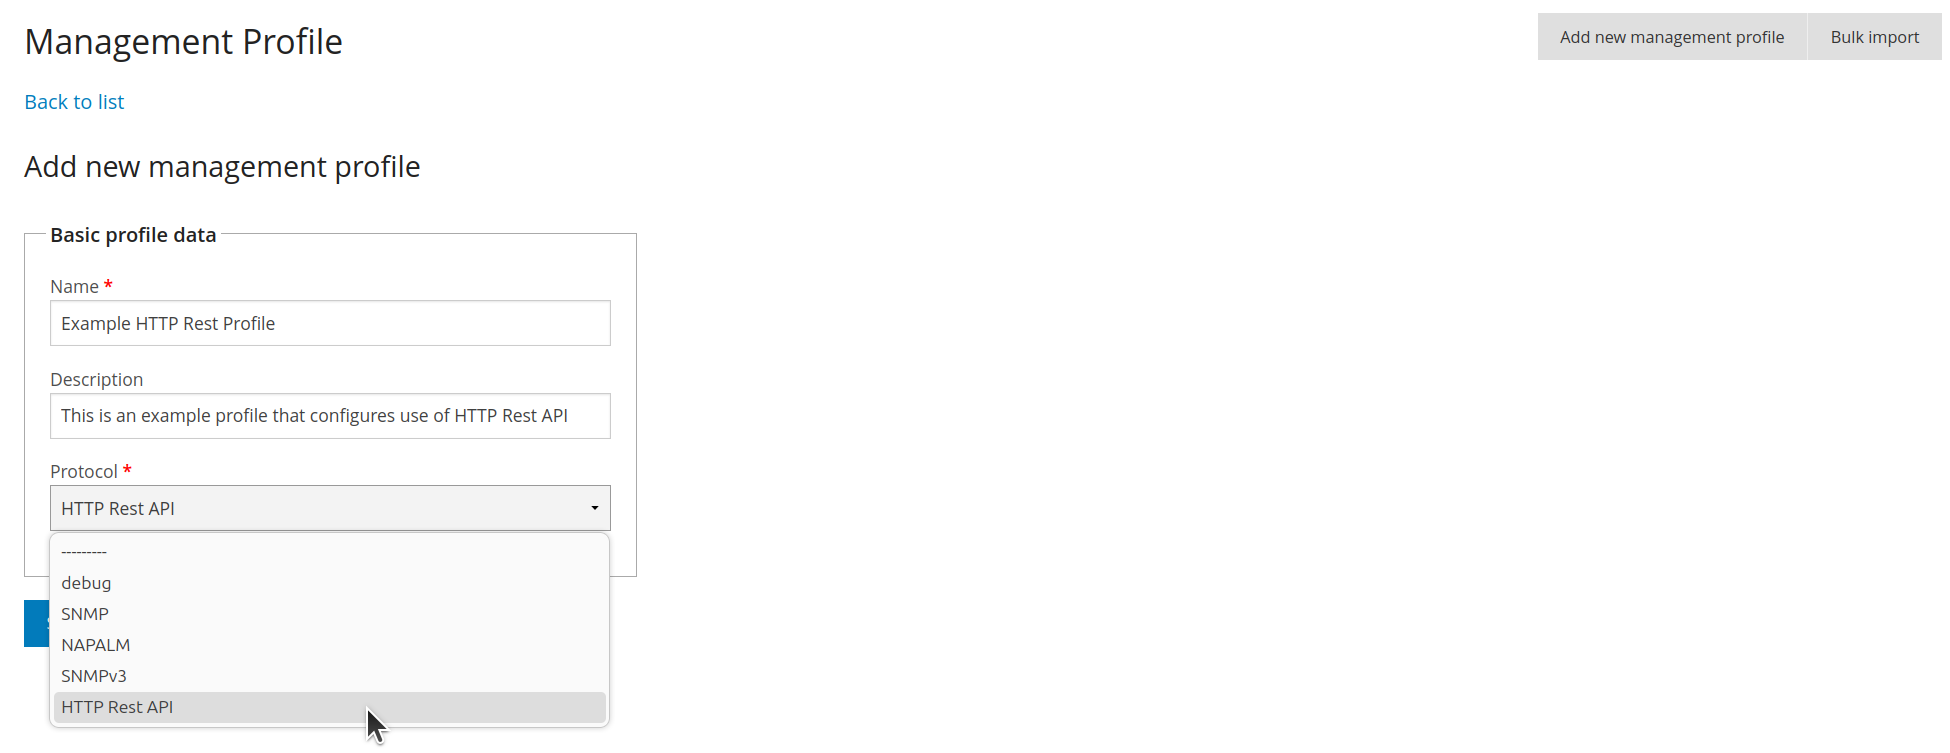 Management Profile
Add new management profile
Bulk import
Back to list
Add new management profile
Basic profile data
Name *
Example HTTP Rest Profile
Description
This is an example profile that configures use of HTTP Rest API
Protocol *
HTTP Rest API
---------
debug
SNMP
NAPALM
SNMPv3
HTTP Rest API